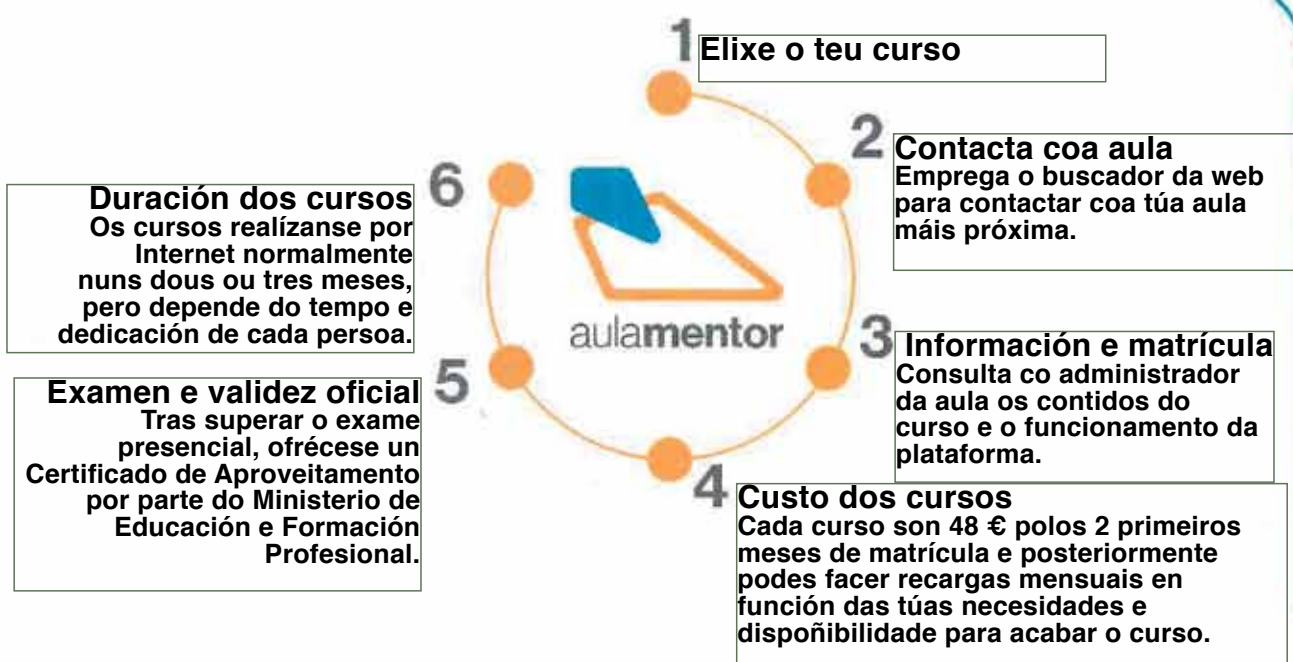 1
Elixe o teu curso
2
Contacta coa aula
Emprega o buscador da web
para contactar coa túa aula
máis próxima.
3
Información e matrícula
Consulta co administrador
da aula os contidos do
curso e o funcionamento da
plataforma.
4
Custo dos cursos
Cada curso son 48 € polos 2 primeiros
meses de matrícula e posteriormente
podes facer recargas mensuais en
función das túas necesidades e
dispoñibilidade para acabar o curso.
5
Examen e validez oficial
Tras superar o exame
presencial, ofrécese un
Certificado de Aproveitamento
por parte do Ministerio de
Educación e Formación
Profesional.
6
Duración dos cursos
Os cursos realízanse por
Internet normalmente
nuns dous ou tres meses,
pero depende do tempo e
dedicación de cada persoa.
aulamentor